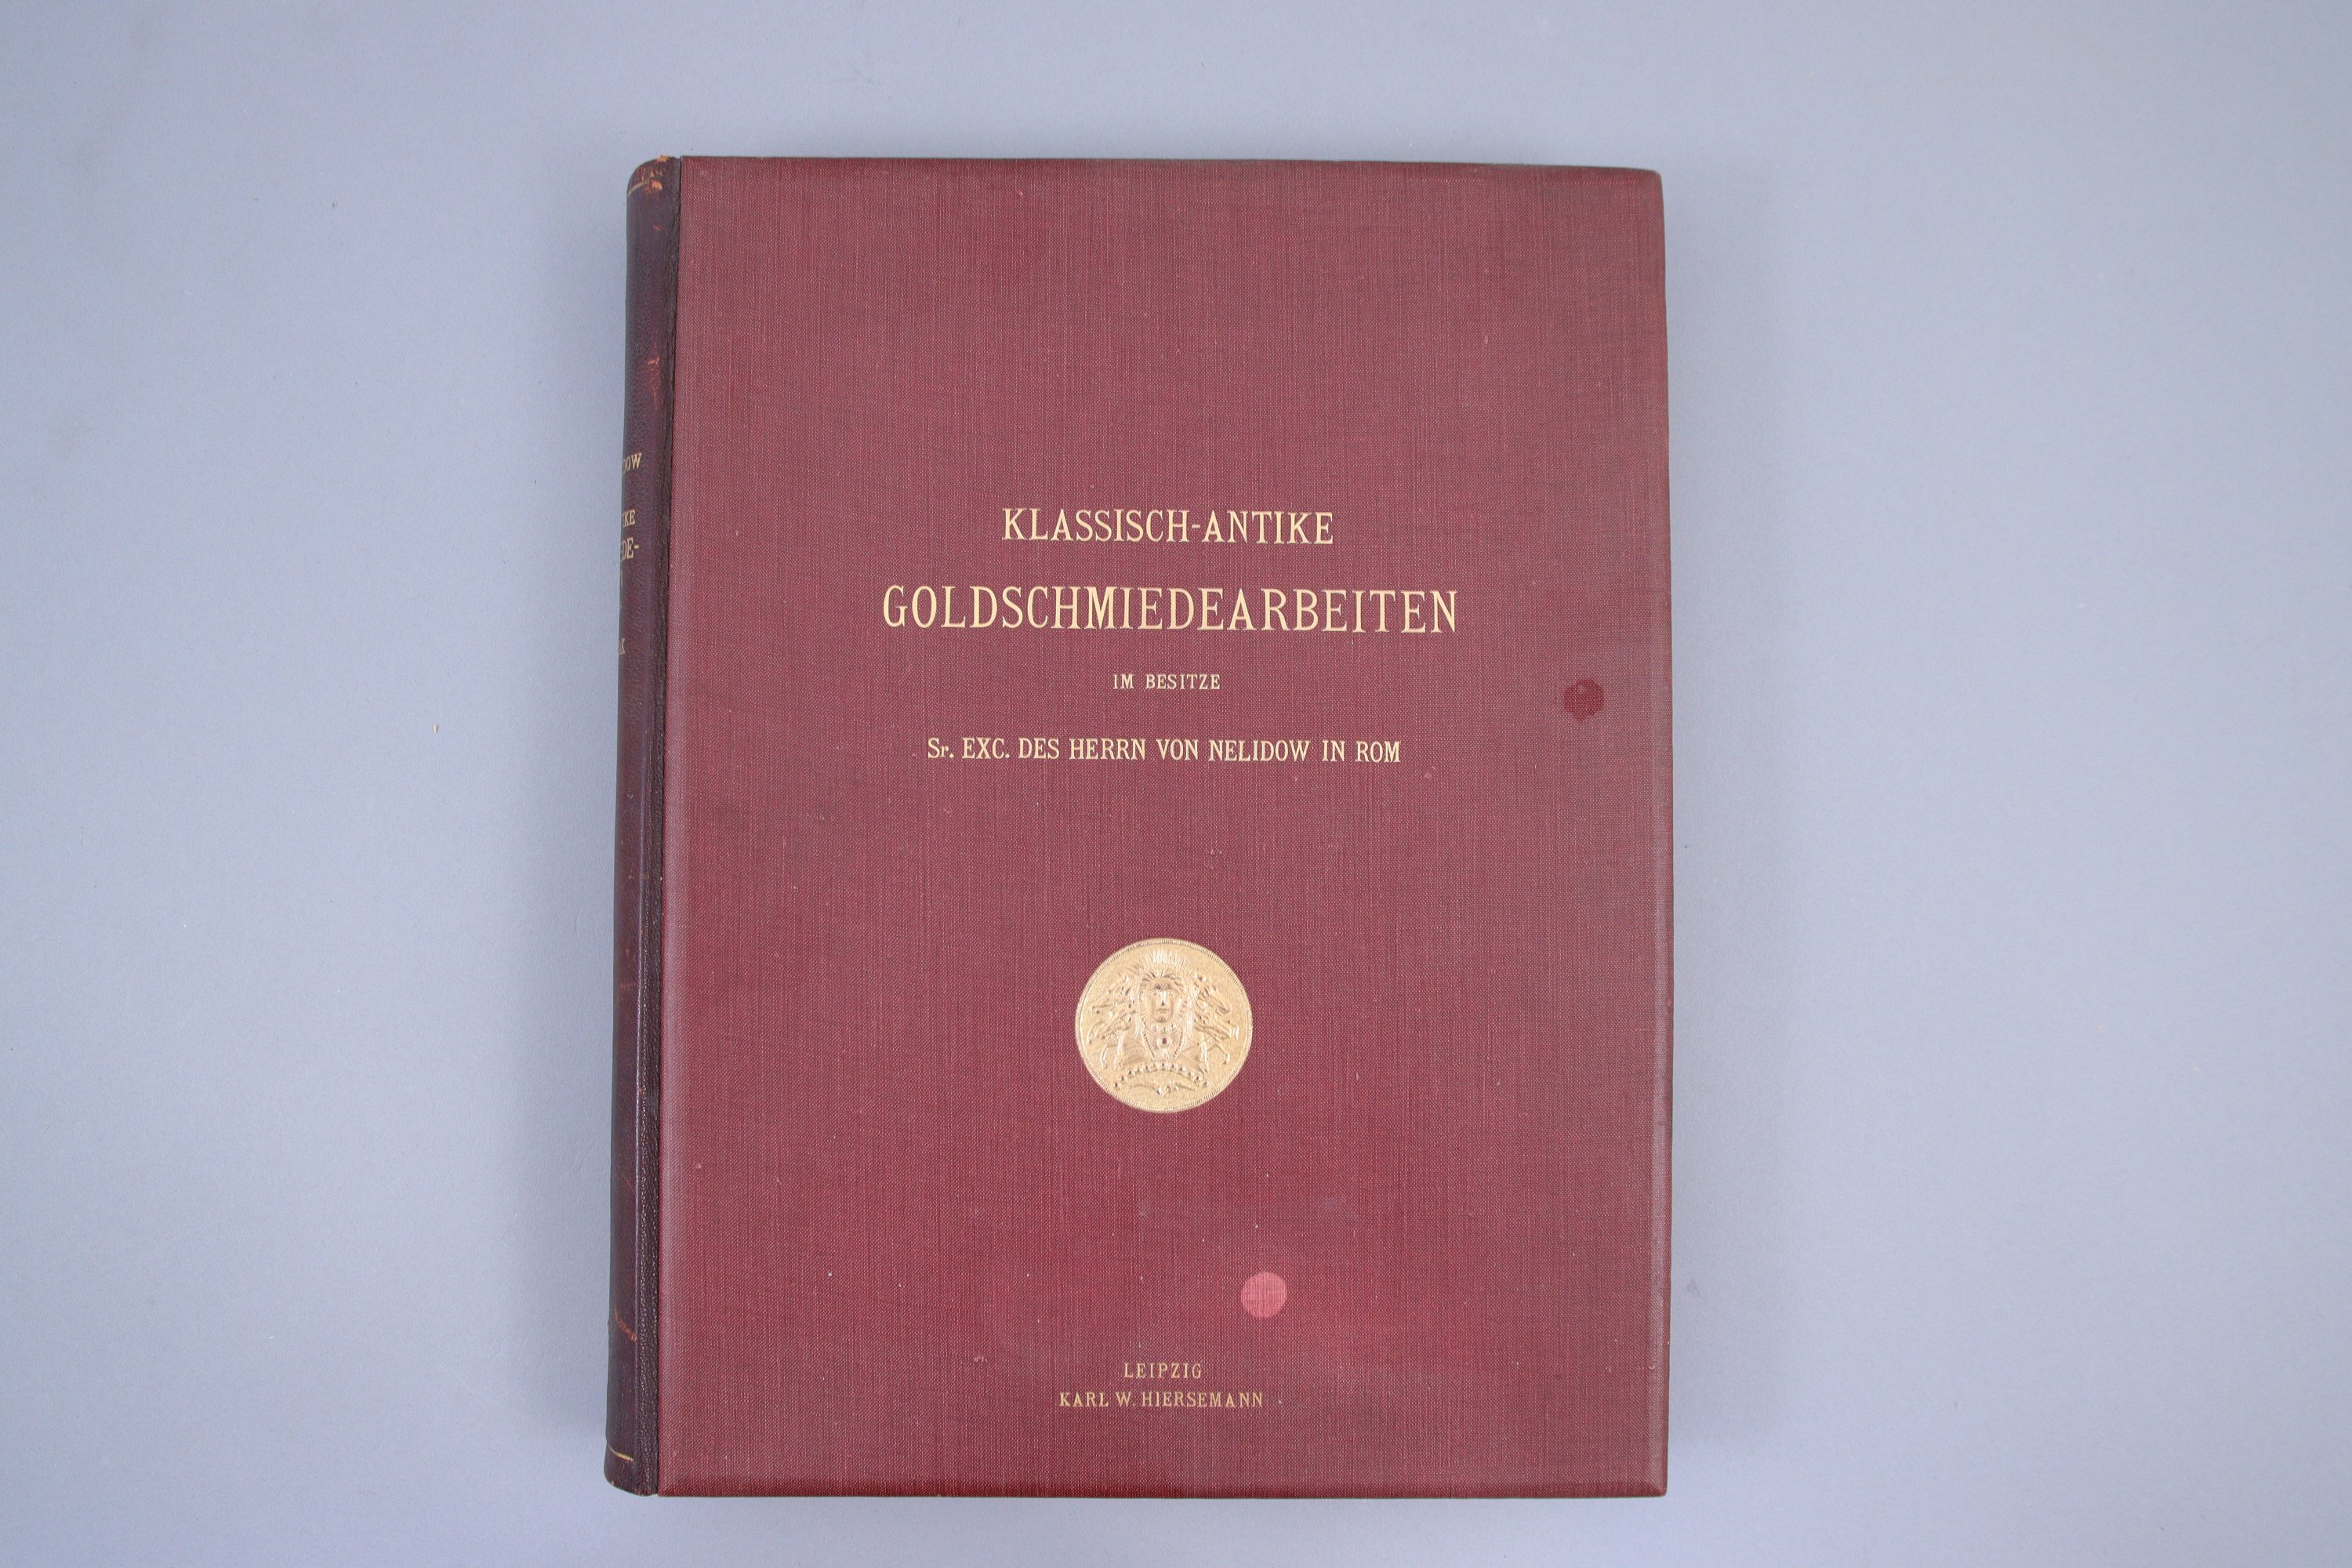 KLASSISCH-ANTIKE
GOLDSCHMIEDEARBEITEN
IM BESITZE
Sr. EXC. DES HERRN VON NELIDOW IN ROM
LEIPZIG
KARL W. HIERSEMANN